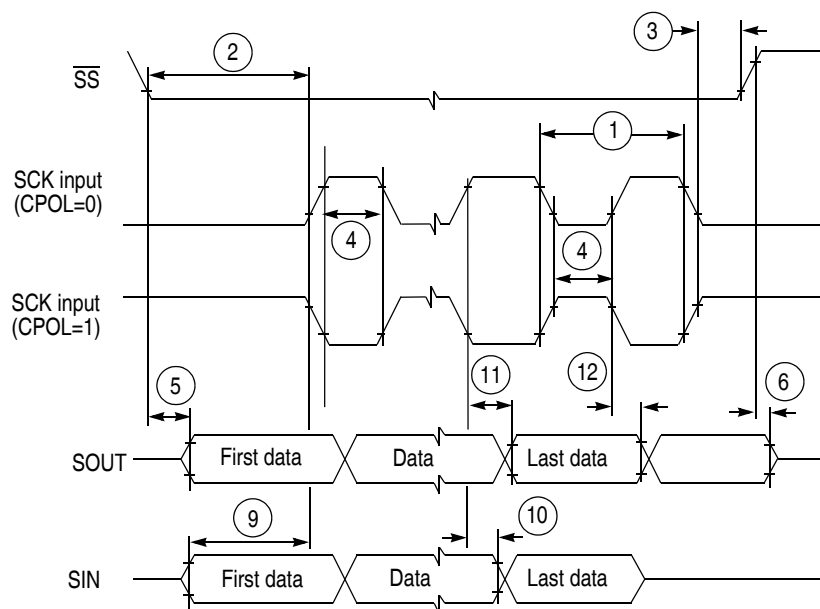 3
2
SS
1
SCK input
(CPOL=0)
4
4
SCK input
(CPOL=1)
5
11
12
6
SOUT
First data
Data
Last data
9
10
SIN
First data
Data
Last data